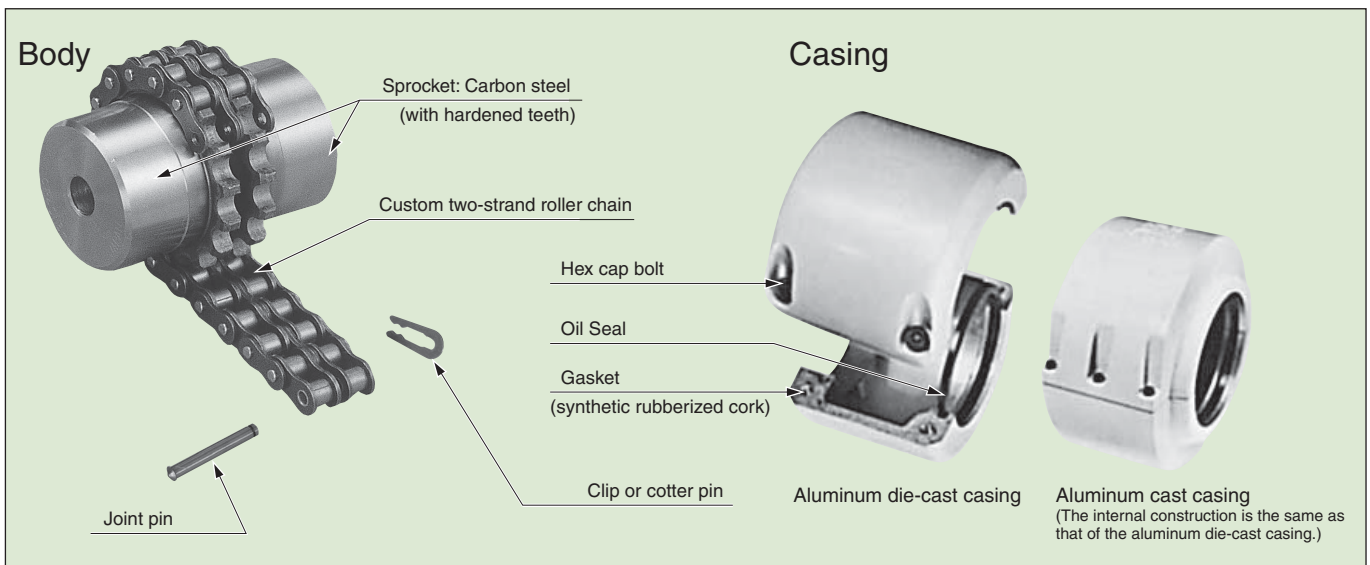 Body
Sprocket: Carbon steel
(with hardened teeth)
Custom two-strand roller chain
Clip or cotter pin
Joint pin
Casing
Hex cap bolt
Oil Seal
Gasket
(synthetic rubberized cork)
Aluminum die-cast casing
Aluminum cast casing
(The internal construction is the same as
that of the aluminum die-cast casing.)